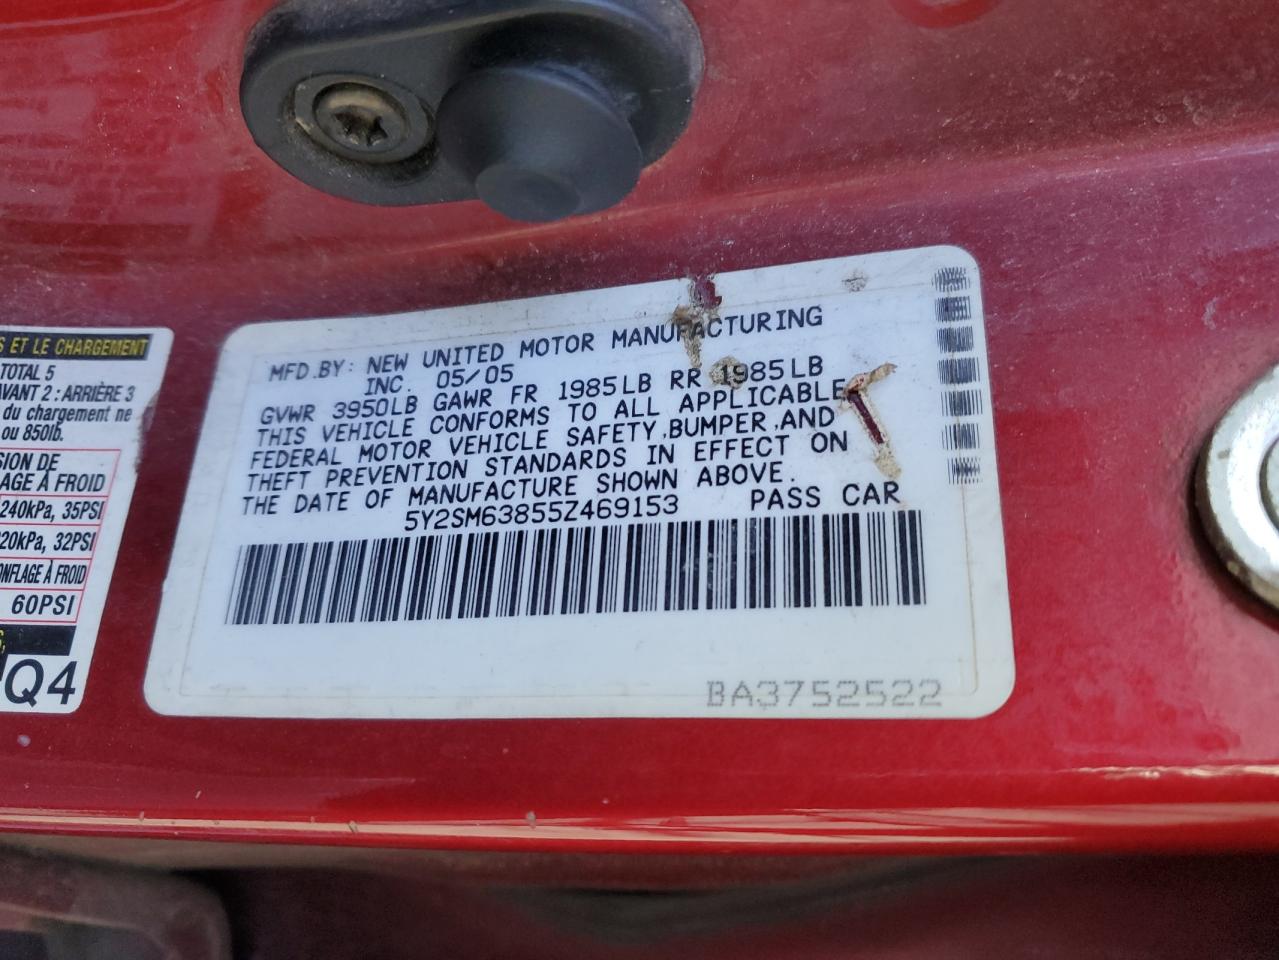 S ET LE CHARGEMENT
TOTAL 5
AVANT 2 : ARRIÈRE 3
du chargement ne
ou 850lb.
SION DE
LAGE À FROID
240kPa, 35PSI
220kPa, 32PSI
ONFLAGE À FROID
60PSI
Q4
MFD.BY: NEW UNITED MOTOR MANUFACTURING
INC. 05/05
GVWR 3950LB GAWR FR 1985LB RR 1985LB
THIS VEHICLE CONFORMS TO ALL APPLICABLE
FEDERAL MOTOR VEHICLE SAFETY,BUMPER,AND
THEFT PREVENTION STANDARDS IN EFFECT ON
THE DATE OF MANUFACTURE SHOWN ABOVE.
5Y2SM63855Z469153 PASS CAR
BA3752522